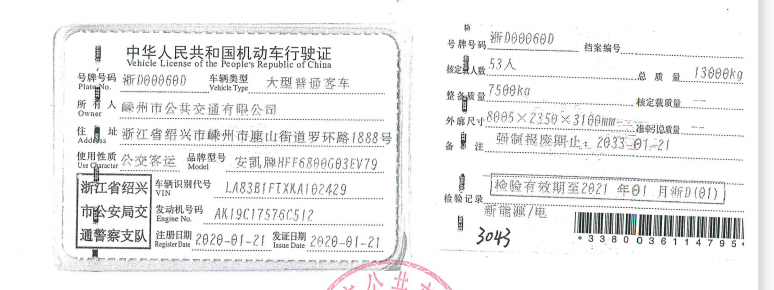 中华人民共和国机动车行驶证
Vehicle License of the People's Republic of China
号牌号码 浙D00060D 车辆类型 大型普通客车
Plate No. Vehicle Type
所有人 嵊州市公共交通有限公司
Owner
住址 浙江省绍兴市嵊州市鹿山街道罗环路1888号
Address
使用性质 公交客运 品牌型号 安凯牌HFF6800G03EV79
Use Character Model
浙江省绍兴市公安局交通警察支队
车辆识别代号 LA83B1FTXKA102429
VIN
发动机号码 AK19C17576C512
Engine No.
注册日期 2020-01-21 发证日期 2020-01-21
Register Date Issue Date
号牌号码 浙D00060D 档案编号
核定载人数 53人 总质量 13000kg
整备质量 7500kg 核定载质量 --
外廓尺寸 8005×2350×3100mm 准牵引总质量 --
备注 强制报废期止：2033-01-21
检验有效期至2021年01月浙D(01)
检验记录
新能源/电
3043
*3380036114795*
公共